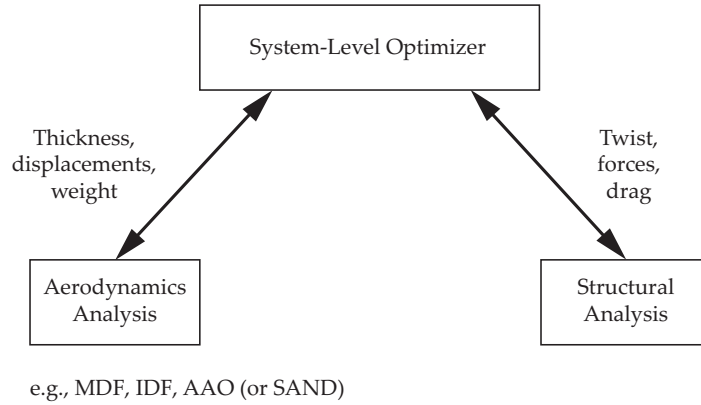 System-Level Optimizer
Thickness,
displacements,
weight
Twist,
forces,
drag
Aerodynamics
Analysis
Structural
Analysis
e.g., MDF, IDF, AAO (or SAND)